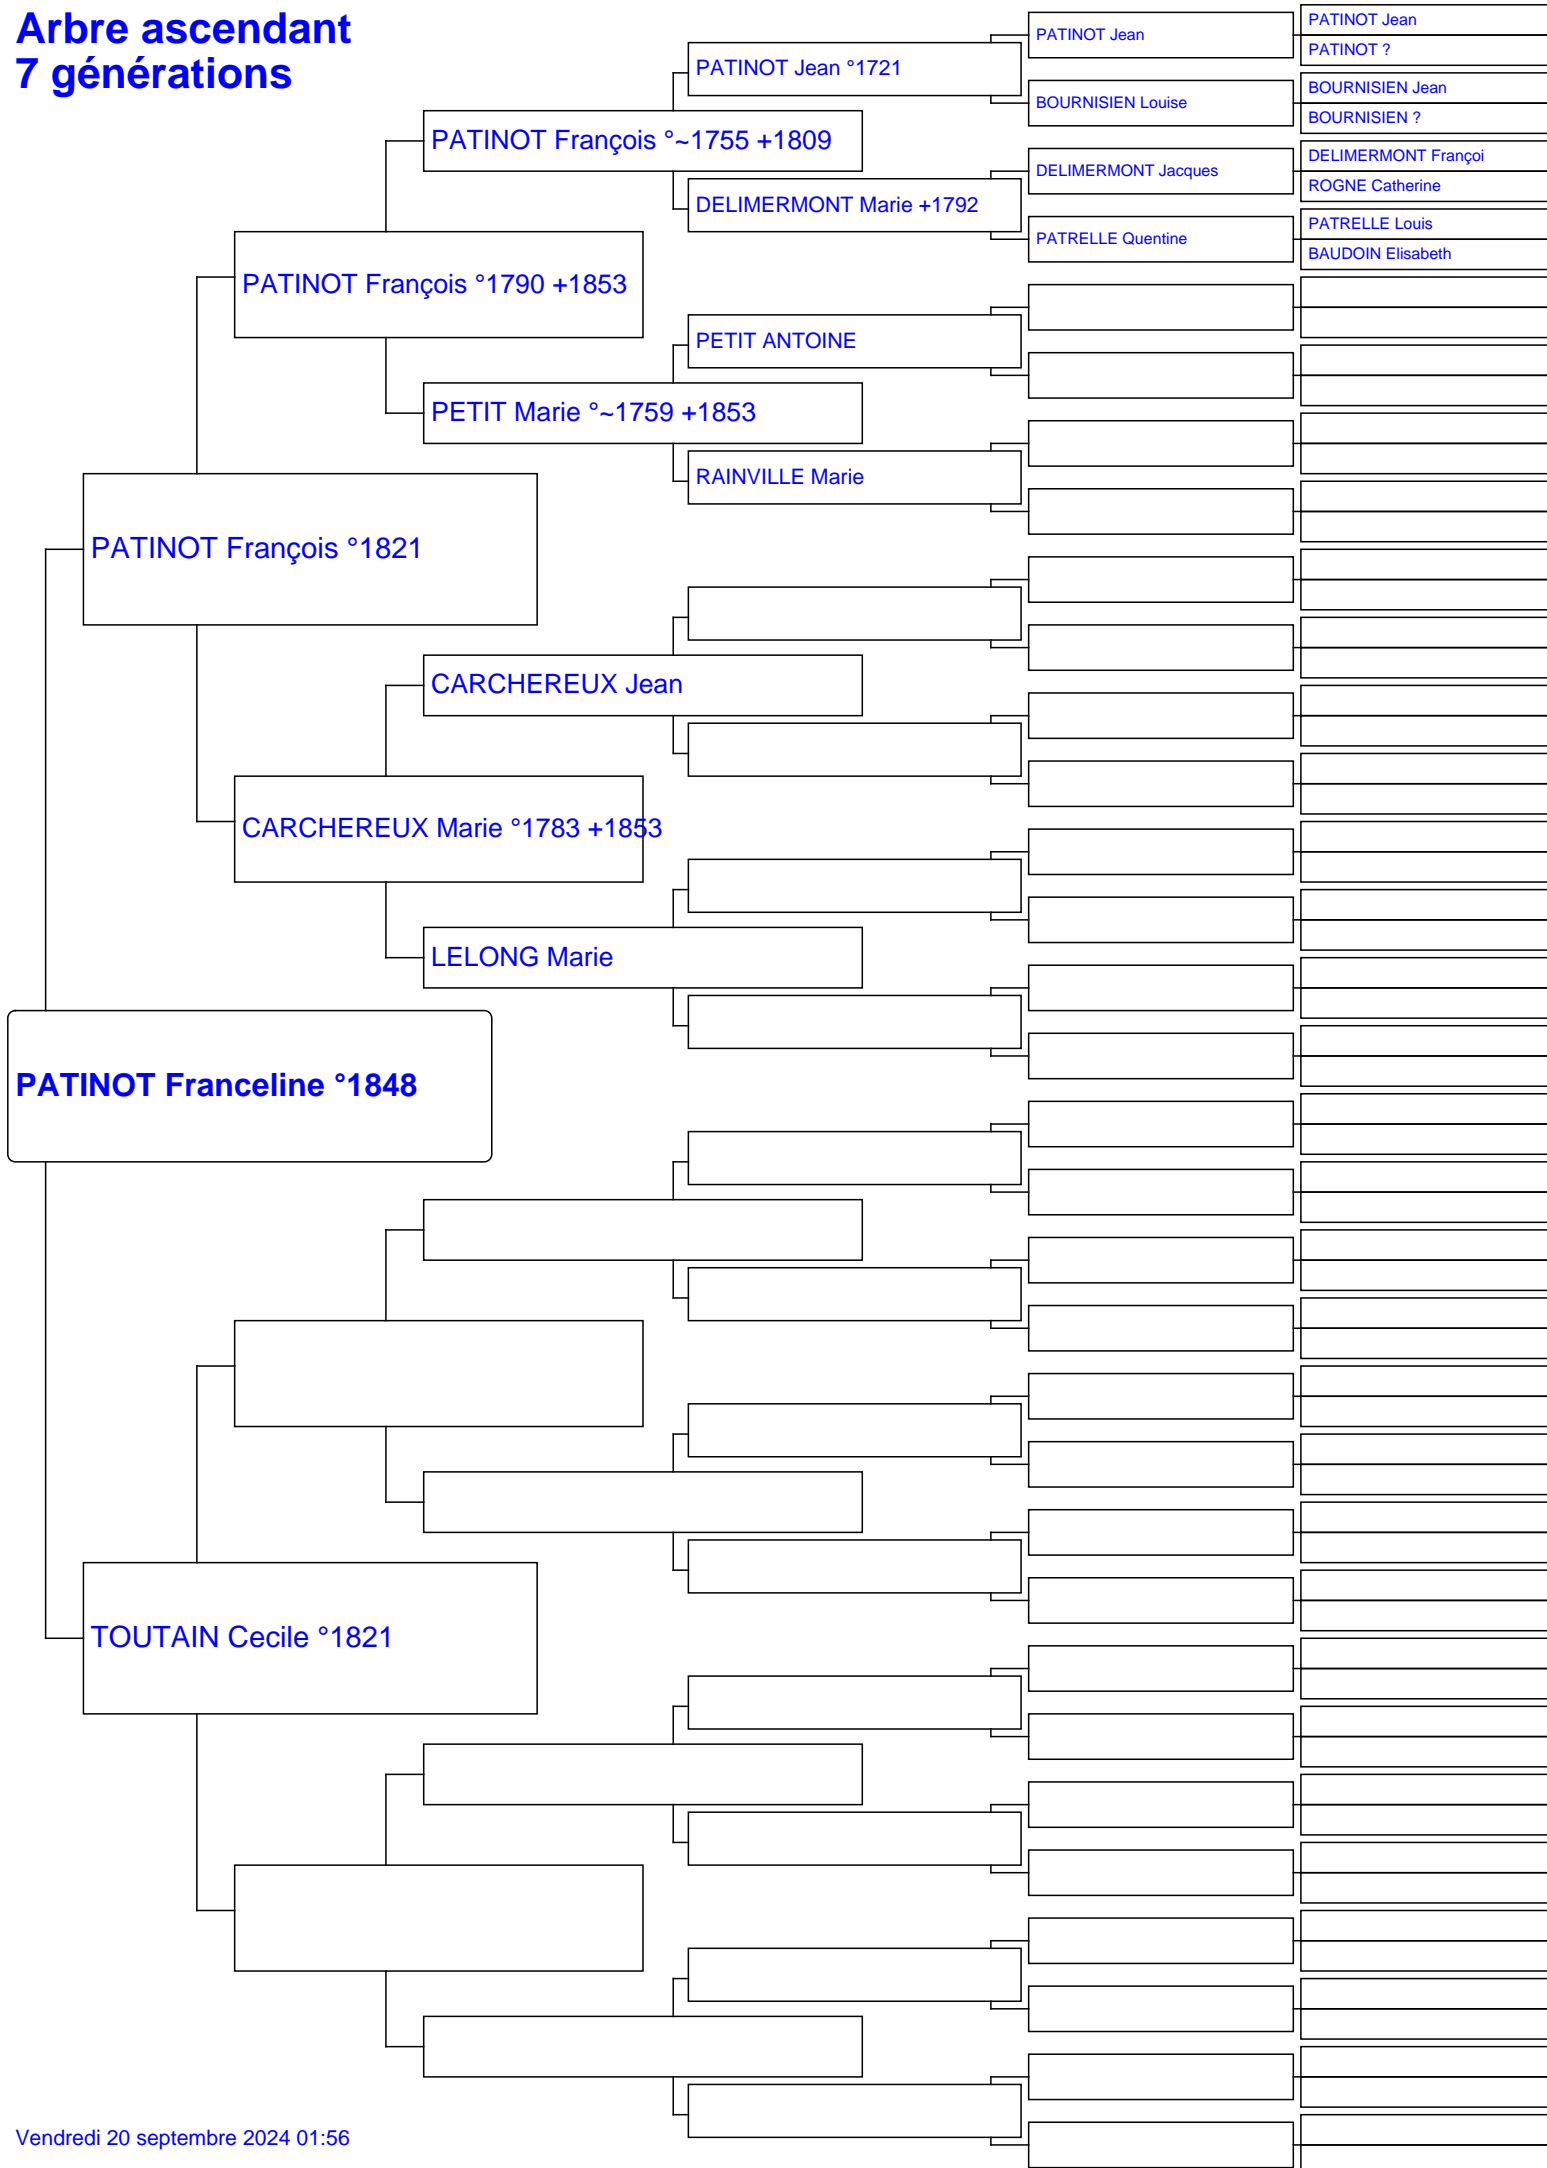 Arbre ascendant
7 générations
PATINOT Jean
PATINOT Jean
PATINOT ?
PATINOT Jean °1721
BOURNISIEN Louise
BOURNISIEN Jean
BOURNISIEN ?
PATINOT François °~1755 +1809
DELIMERMONT Jacques
DELIMERMONT Françoi
ROGNE Catherine
DELIMERMONT Marie +1792
PATRELLE Quentine
PATRELLE Louis
BAUDOIN Elisabeth
PATINOT François °1790 +1853
PETIT ANTOINE
PETIT Marie °~1759 +1853
RAINVILLE Marie
PATINOT François °1821
CARCHEREUX Jean
CARCHEREUX Marie °1783 +1853
LELONG Marie
PATINOT Franceline °1848
TOUTAIN Cecile °1821
Vendredi 20 septembre 2024 01:56